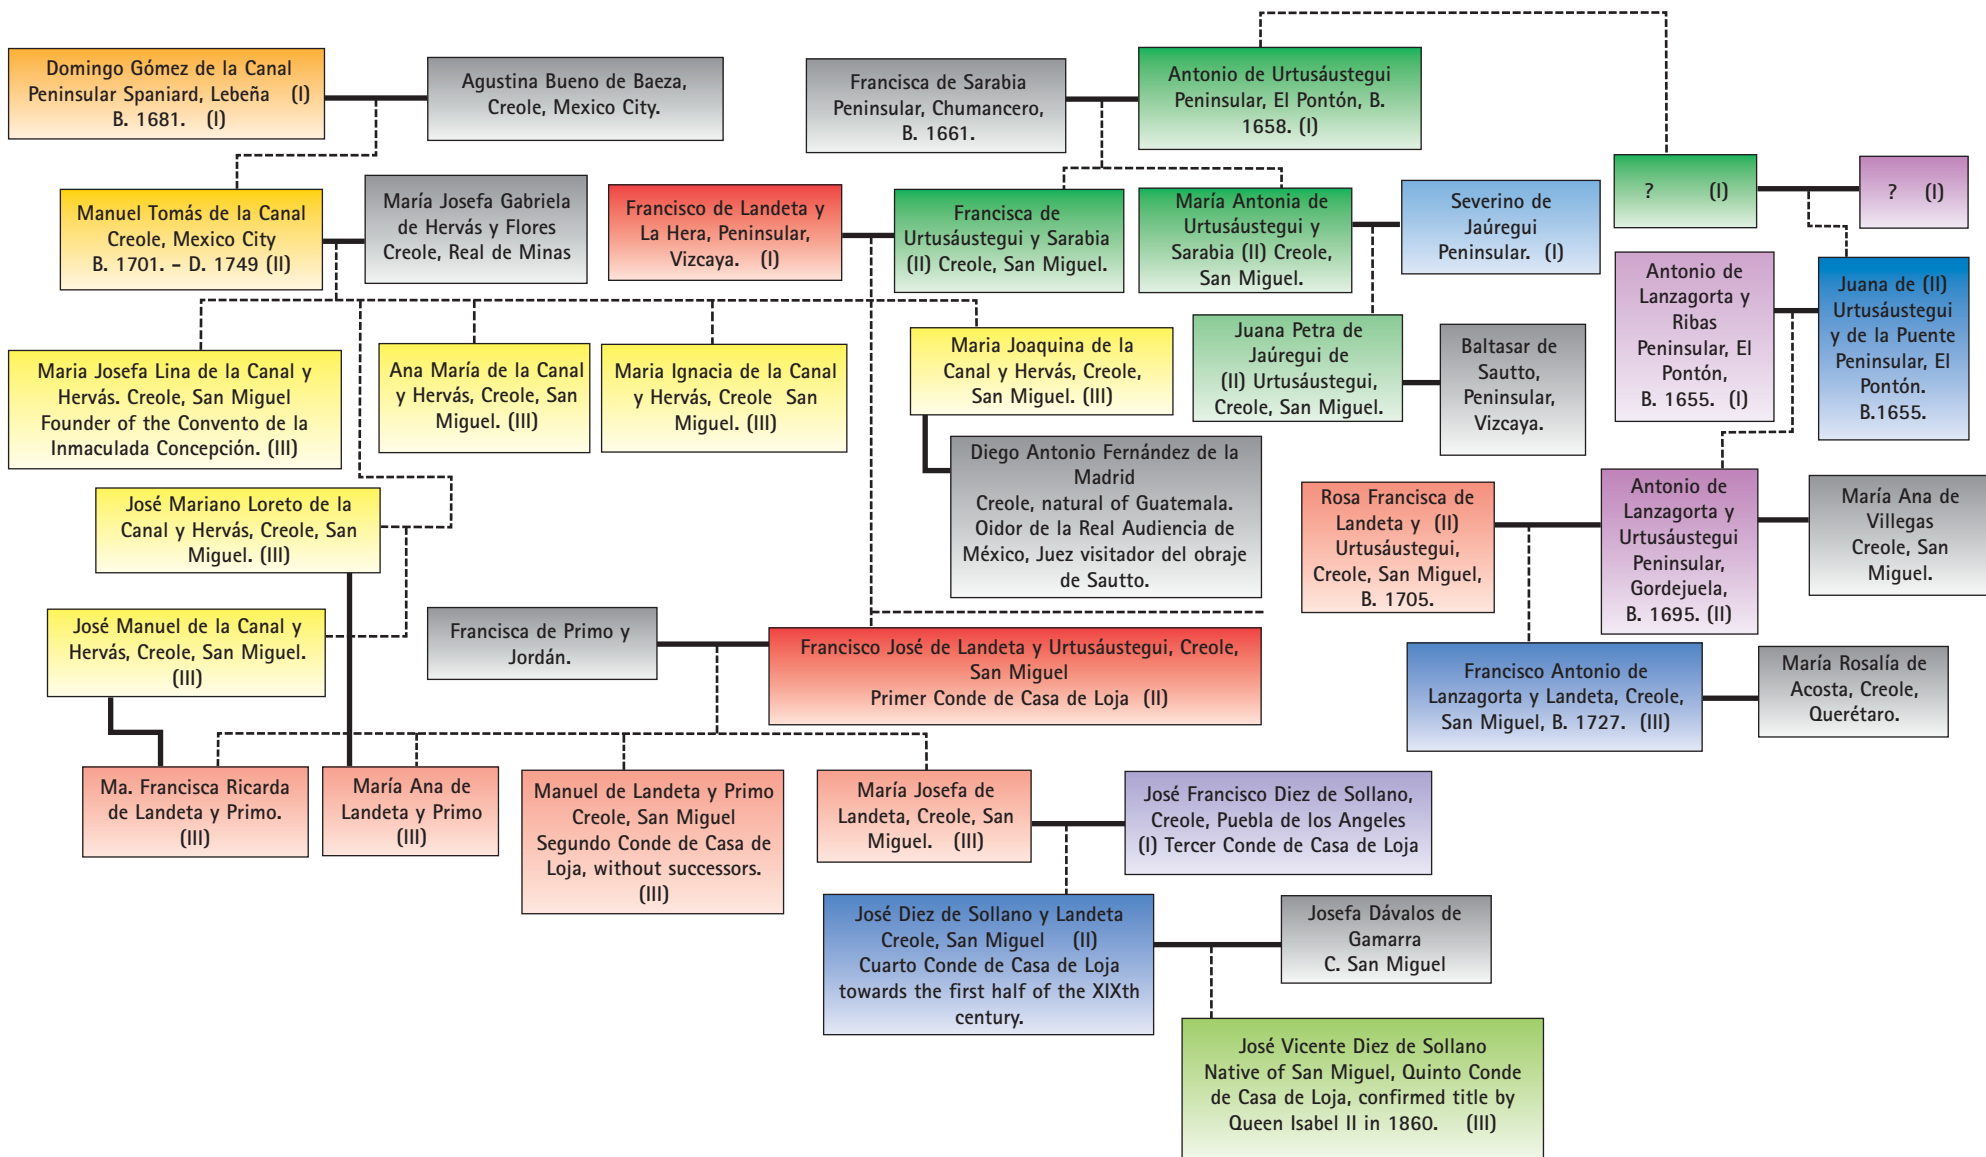 Domingo Gómez de la Canal
Peninsular Spaniard, Lebeña (I)
B. 1681. (I)
Agustina Bueno de Baeza,
Creole, Mexico City.
Francisca de Sarabia
Peninsular, Chumancero,
B. 1661.
Antonio de Urtusáustegui
Peninsular, El Pontón, B.
1658. (I)
? (I)
? (I)
Manuel Tomás de la Canal
Creole, Mexico City
B. 1701. - D. 1749 (II)
María Josefa Gabriela
de Hervás y Flores
Creole, Real de Minas
Francisco de Landeta y
La Hera, Peninsular,
Vizcaya. (I)
Francisca de
Urtusáustegui y Sarabia
(II) Creole, San Miguel.
María Antonia de
Urtusáustegui y
Sarabia (II) Creole,
San Miguel.
Severino de
Jaúregui
Peninsular. (I)
Antonio de
Lanzagorta y
Ribas
Peninsular, El
Pontón,
B. 1655. (I)
Juana de (II)
Urtusáustegui
y de la Puente
Peninsular, El
Pontón.
B.1655.
Maria Josefa Lina de la Canal y
Hervás. Creole, San Miguel
Founder of the Convento de la
Inmaculada Concepción. (III)
Ana María de la Canal
y Hervás, Creole, San
Miguel. (III)
Maria Ignacia de la Canal
y Hervás, Creole San
Miguel. (III)
Maria Joaquina de la
Canal y Hervás, Creole,
San Miguel. (III)
Juana Petra de
Jaúregui de
(II) Urtusáustegui,
Creole, San Miguel.
Baltasar de
Sautto,
Peninsular,
Vizcaya.
Diego Antonio Fernández de la
Madrid
Creole, natural of Guatemala.
Oidor de la Real Audiencia de
México, Juez visitador del obraje
de Sautto.
José Mariano Loreto de la
Canal y Hervás, Creole, San
Miguel. (III)
Rosa Francisca de
Landeta y (II)
Urtusáustegui,
Creole, San Miguel,
B. 1705.
Antonio de
Lanzagorta y
Urtusáustegui
Peninsular,
Gordejuela,
B. 1695. (II)
María Ana de
Villegas
Creole, San
Miguel.
José Manuel de la Canal y
Hervás, Creole, San Miguel.
(III)
Francisca de Primo y
Jordán.
Francisco José de Landeta y Urtusáustegui, Creole,
San Miguel
Primer Conde de Casa de Loja (II)
Francisco Antonio de
Lanzagorta y Landeta, Creole,
San Miguel, B. 1727. (III)
María Rosalía de
Acosta, Creole,
Querétaro.
Ma. Francisca Ricarda
de Landeta y Primo.
(III)
María Ana de
Landeta y Primo
(III)
Manuel de Landeta y Primo
Creole, San Miguel
Segundo Conde de Casa de
Loja, without successors.
(III)
María Josefa de
Landeta, Creole, San
Miguel. (III)
José Francisco Diez de Sollano,
Creole, Puebla de los Angeles
(I) Tercer Conde de Casa de Loja
José Diez de Sollano y Landeta
Creole, San Miguel (II)
Cuarto Conde de Casa de Loja
towards the first half of the XIXth
century.
Josefa Dávalos de
Gamarra
C. San Miguel
José Vicente Diez de Sollano
Native of San Miguel, Quinto Conde
de Casa de Loja, confirmed title by
Queen Isabel II in 1860. (III)